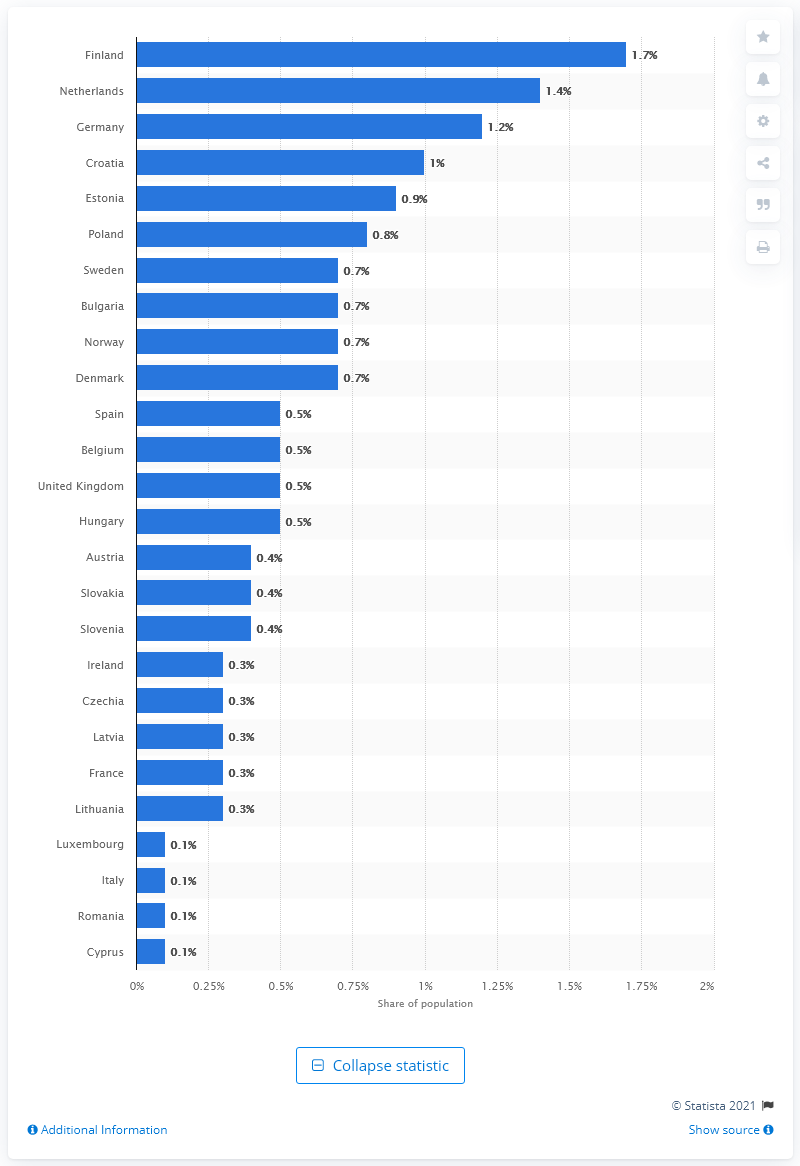 Finland 1.7%
Netherlands 1.4%
Germany 1.2%
Croatia 1%
Estonia 0.9%
Poland 0.8%
Sweden 0.7%
Bulgaria 0.7%
Norway 0.7%
Denmark 0.7%
Spain 0.5%
Belgium 0.5%
United Kingdom 0.5%
Hungary 0.5%
Austria 0.4%
Slovakia 0.4%
Slovenia 0.4%
Ireland 0.3%
Czechia 0.3%
Latvia 0.3%
France 0.3%
Lithuania 0.3%
Luxembourg 0.1%
Italy 0.1%
Romania 0.1%
Cyprus 0.1%
0% 0.25% 0.5% 0.75% 1% 1.25% 1.5% 1.75% 2%
Share of population
Collapse statistic
© Statista 2021
Additional Information Show source